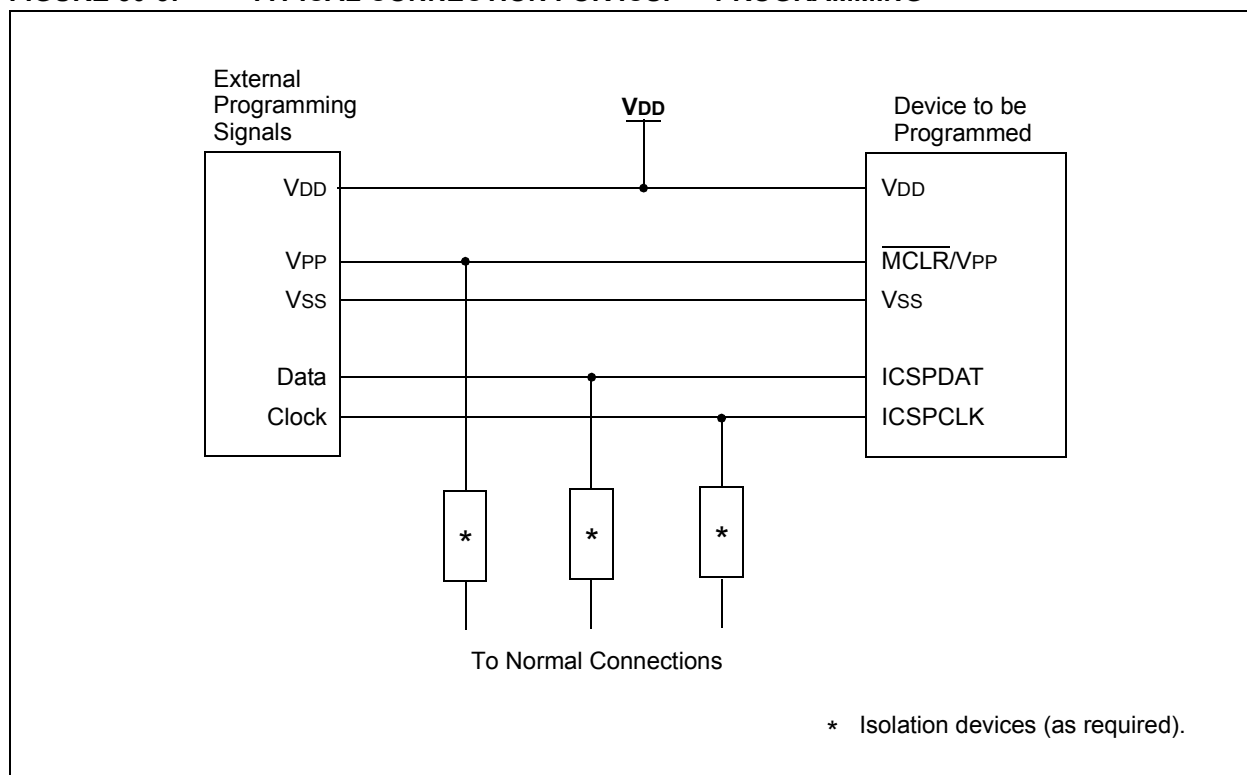 External
Programming
Signals
VDD
Device to be
Programmed
VDD
VDD
VPP
MCLR/VPP
VSS
VSS
Data
ICSPDAT
Clock
ICSPCLK
*
*
*
To Normal Connections
* Isolation devices (as required).